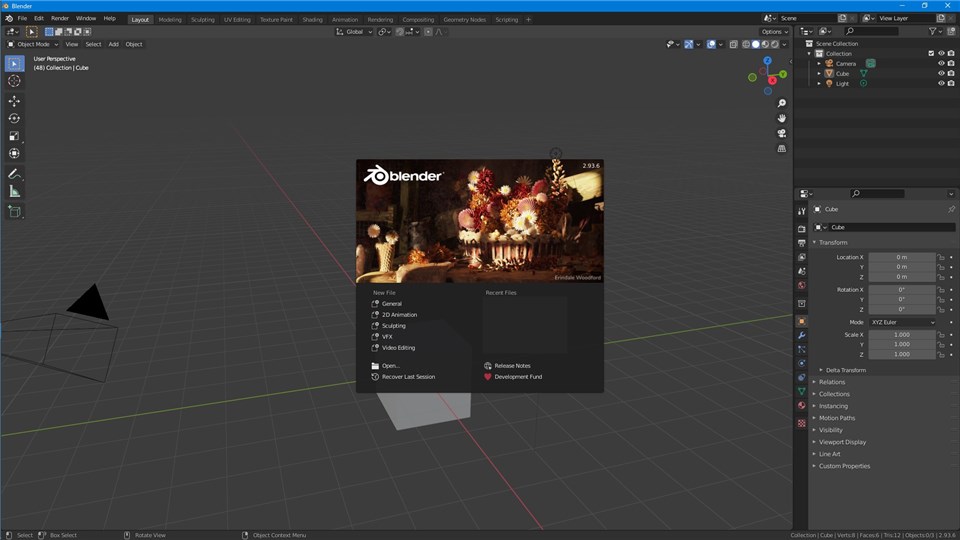 Blender
File Edit Render Window Help Layout Modeling Sculpting UV Editing Texture Paint Shading Animation Rendering Compositing Geometry Nodes Scripting + Scene View Layer
Global Options
Object Mode View Select Add Object
User Perspective
(48) Collection | Cube
Z
Y
X
Scene Collection
Collection
Camera
Cube
Light
blender
2.93.6
Erindale Woodford
New File
General
2D Animation
Sculpting
VFX
Video Editing
Open...
Recover Last Session
Recent Files
Release Notes
Development Fund
Cube
Cube
Transform
Location X 0 m
Y 0 m
Z 0 m
Rotation X 0°
Y 0°
Z 0°
Mode XYZ Euler
Scale X 1.000
Y 1.000
Z 1.000
Delta Transform
Relations
Collections
Instancing
Motion Paths
Visibility
Viewport Display
Line Art
Custom Properties
Select Box Select Rotate View Object Context Menu Collection | Cube | Verts:8 | Faces:6 | Tris:12 | Objects:0/3 | 2.93.6